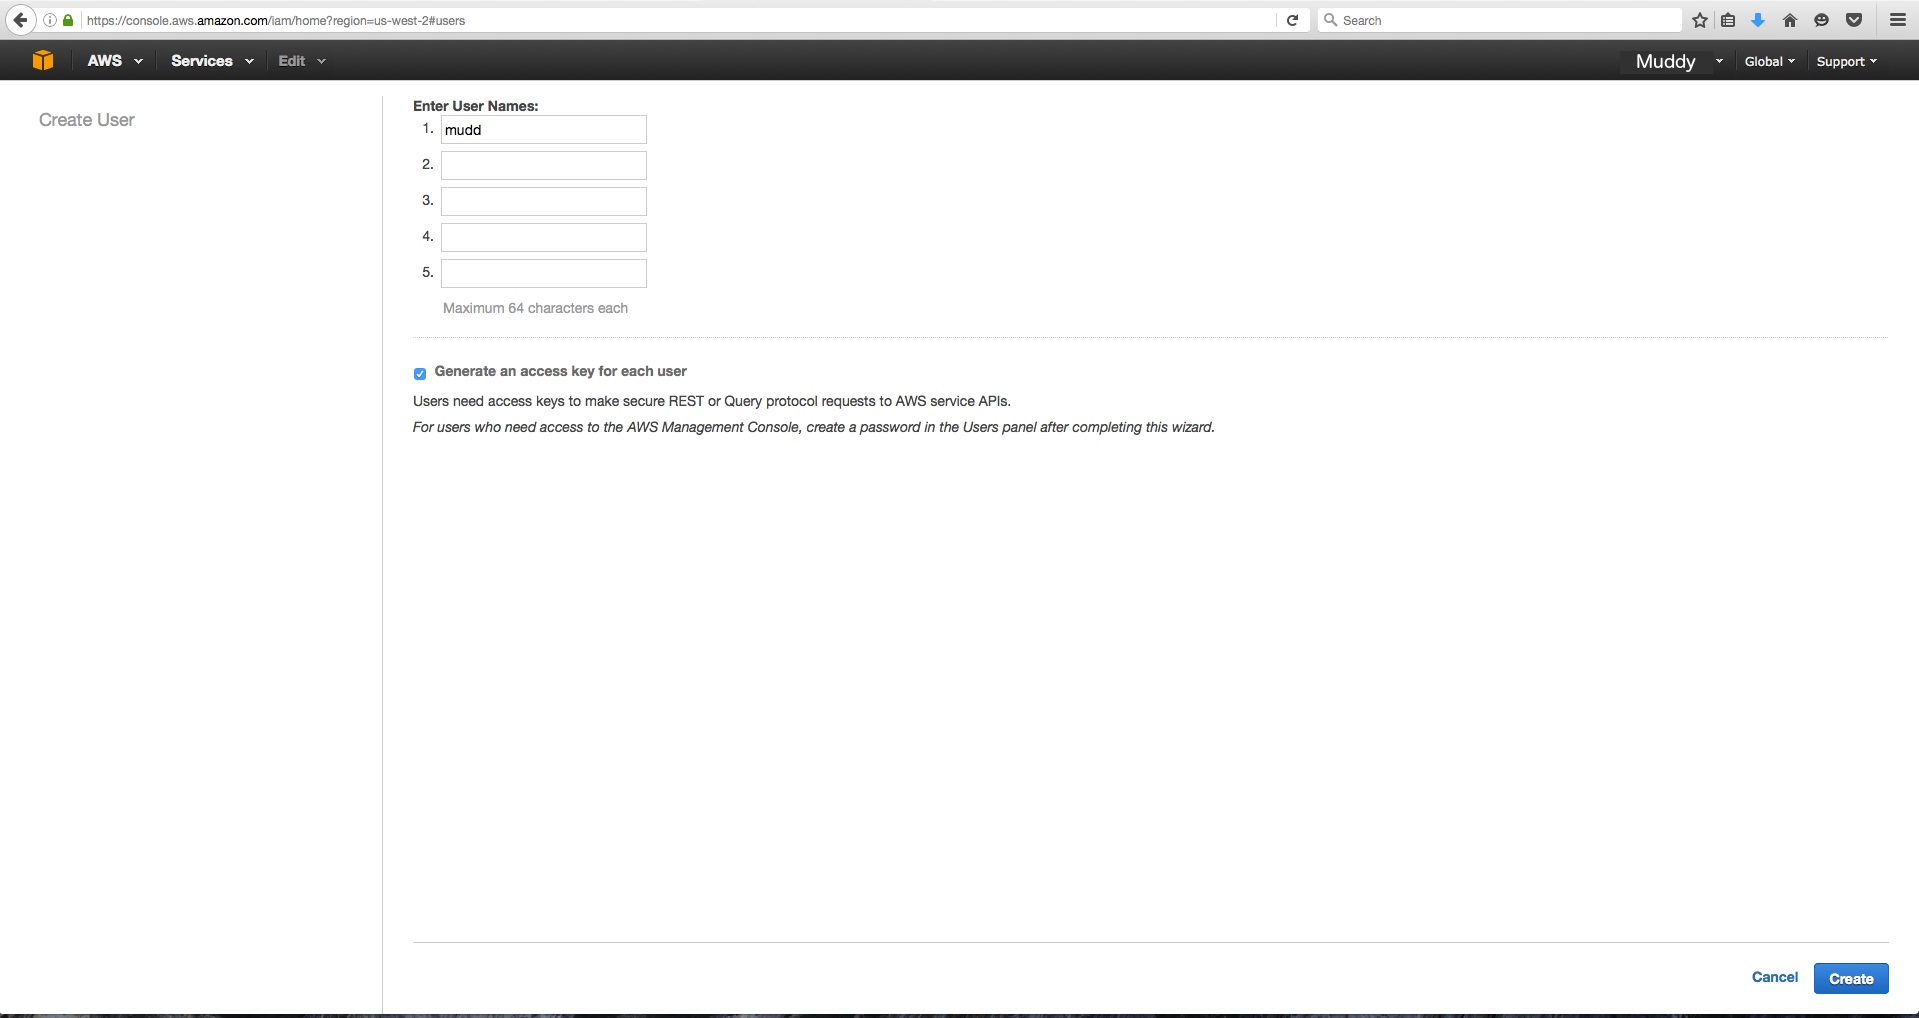 https://console.aws.amazon.com/iam/home?region=us-west-2#users
Search
AWS
Services
Edit
Muddy
Global
Support
Create User
Enter User Names:
1. mudd
2.
3.
4.
5.
Maximum 64 characters each
Generate an access key for each user
Users need access keys to make secure REST or Query protocol requests to AWS service APIs.
For users who need access to the AWS Management Console, create a password in the Users panel after completing this wizard.
Cancel
Create